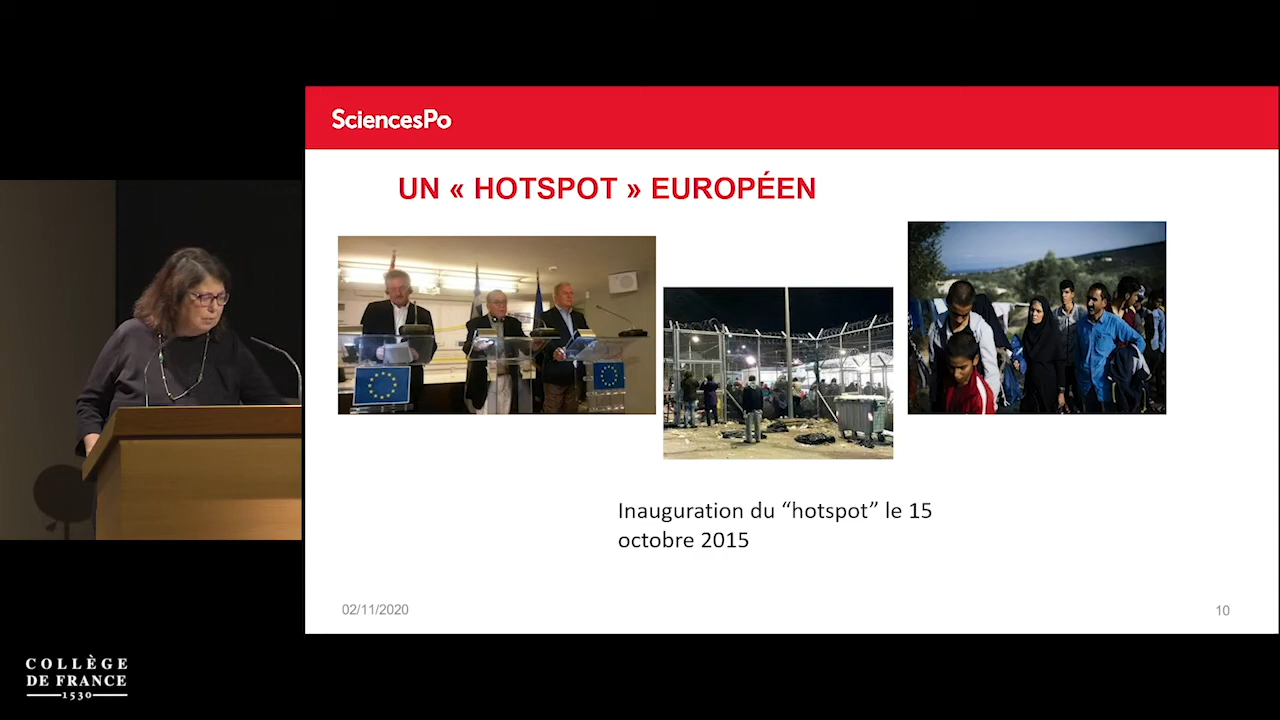 SciencesPo
UN « HOTSPOT » EUROPÉEN
Inauguration du “hotspot” le 15
octobre 2015
02/11/2020
10
COLLÈGE
DE FRANCE
1530